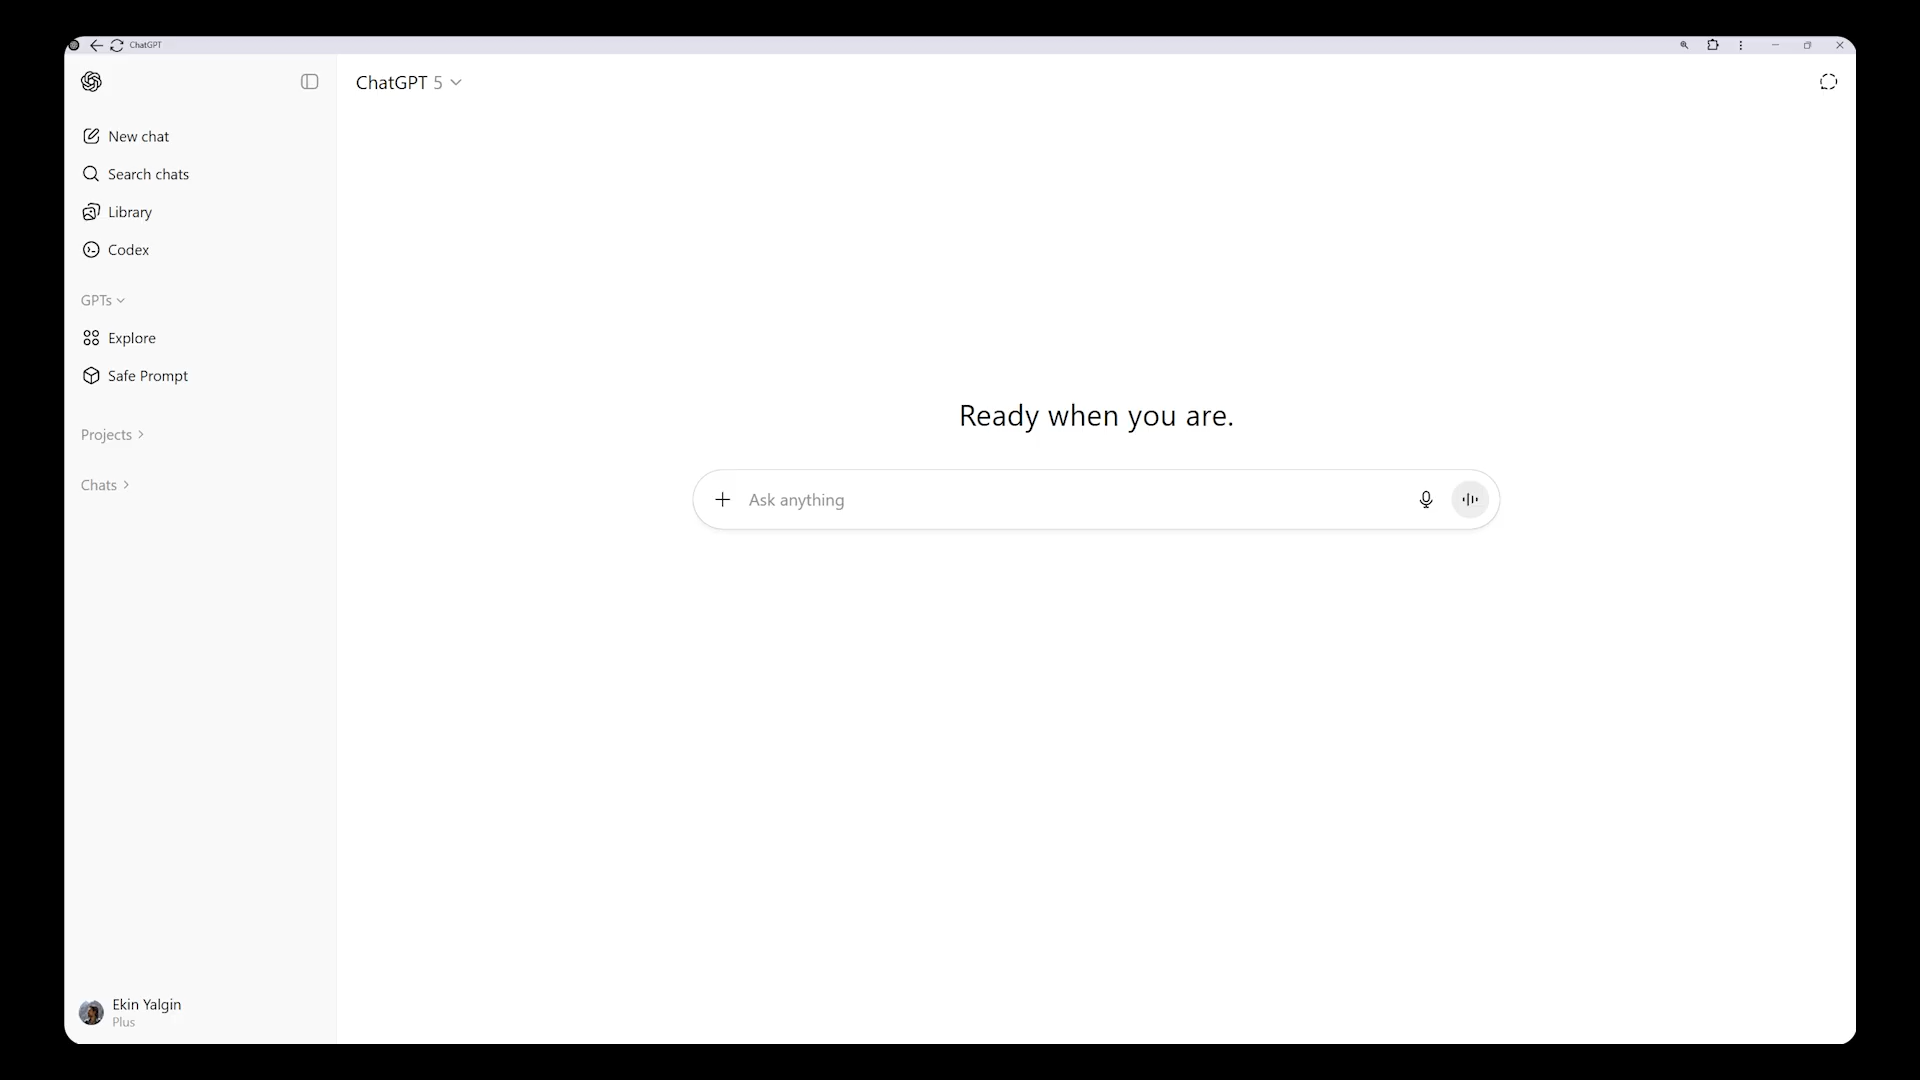 ChatGPT
ChatGPT 5
New chat
Search chats
Library
Codex
GPTs
Explore
Safe Prompt
Projects
Chats
Ready when you are.
Ask anything
Ekin Yalgin
Plus